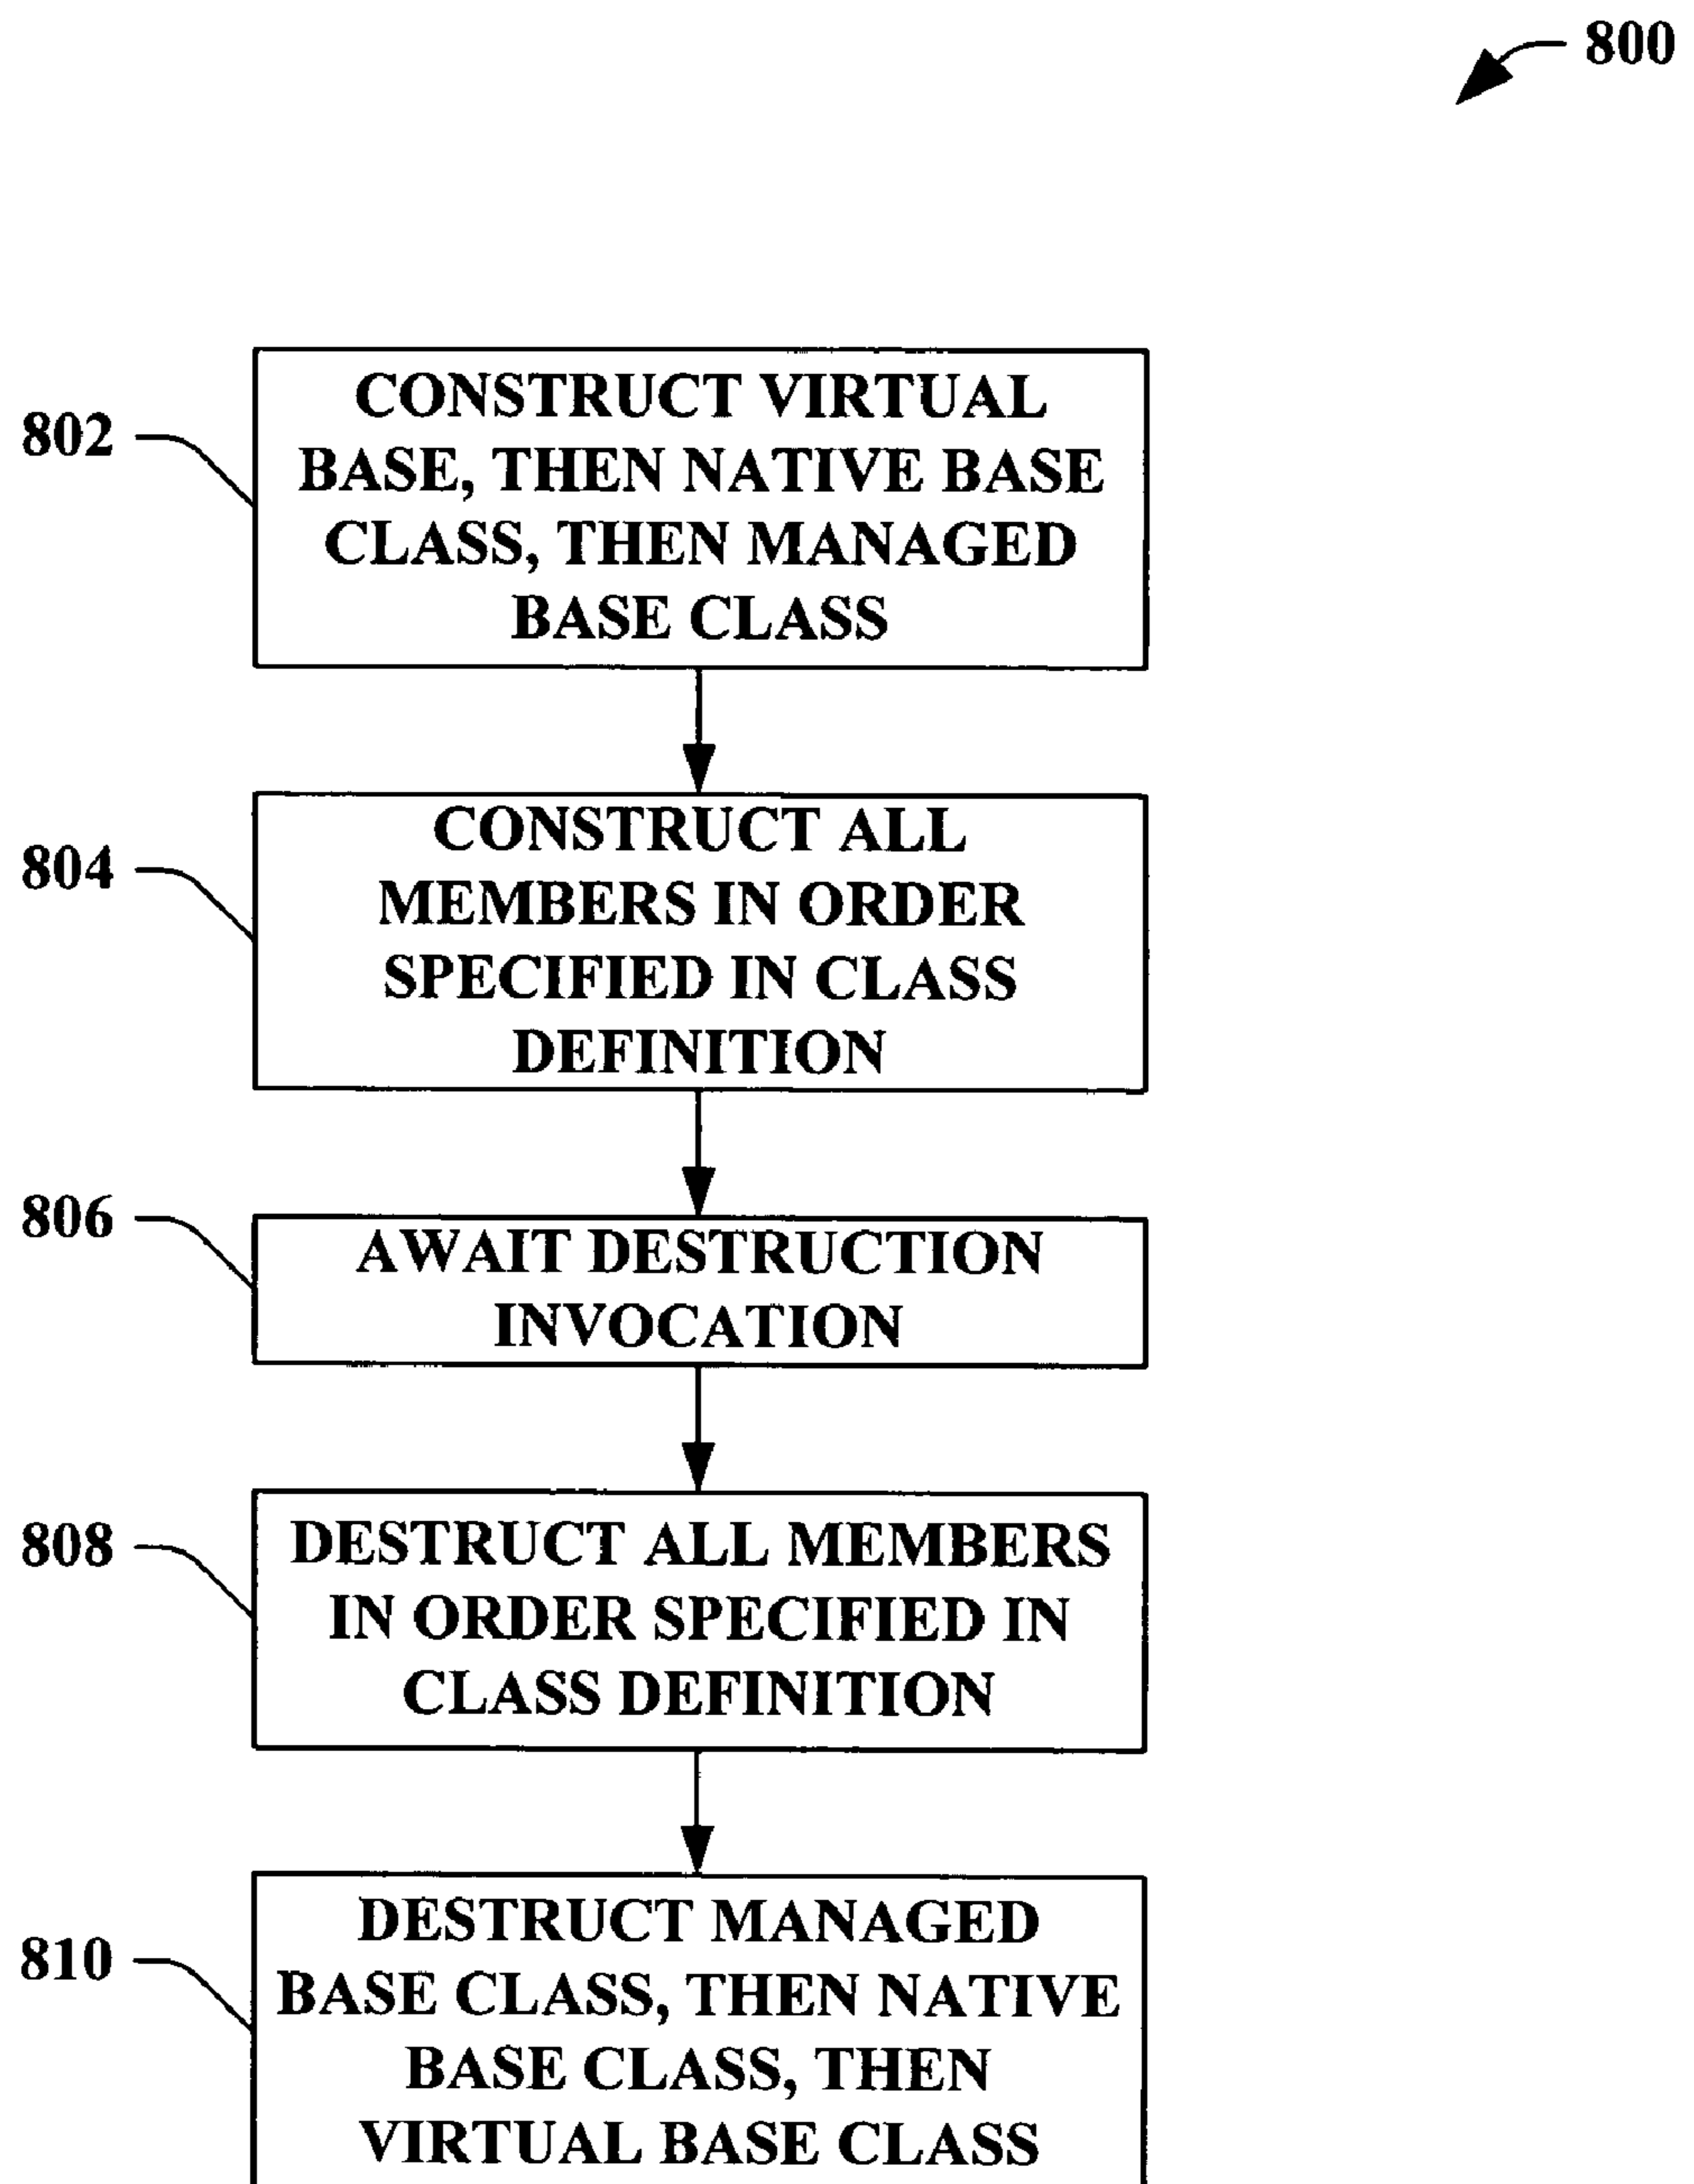 800
802
CONSTRUCT VIRTUAL
BASE, THEN NATIVE BASE
CLASS, THEN MANAGED
BASE CLASS
804
CONSTRUCT ALL
MEMBERS IN ORDER
SPECIFIED IN CLASS
DEFINITION
806
AWAIT DESTRUCTION
INVOCATION
808
DESTRUCT ALL MEMBERS
IN ORDER SPECIFIED IN
CLASS DEFINITION
810
DESTRUCT MANAGED
BASE CLASS, THEN NATIVE
BASE CLASS, THEN
VIRTUAL BASE CLASS